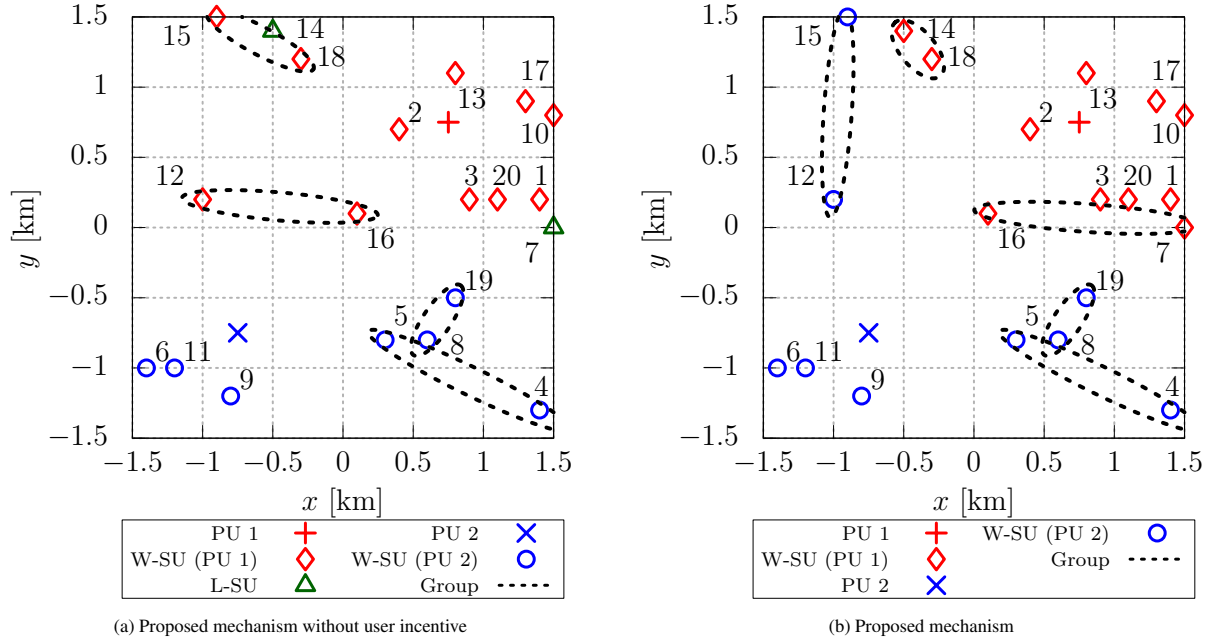 1.5
1
0.5
0
−0.5
−1
−1.5
−1.5 −1 −0.5 0 0.5 1 1.5
y [km]
x [km]
15 14
18 17
2 13
10
12 3 20 1
16 7
19
5
6 11 8
9 4
PU 1 PU 2
W-SU (PU 1) W-SU (PU 2)
L-SU Group
(a) Proposed mechanism without user incentive
1.5
1
0.5
0
−0.5
−1
−1.5
−1.5 −1 −0.5 0 0.5 1 1.5
y [km]
x [km]
15 14
18 17
2 13
10
12 3 20 1
16 7
19
5
6 11 8
9 4
PU 1 W-SU (PU 2)
W-SU (PU 1) Group
PU 2
(b) Proposed mechanism